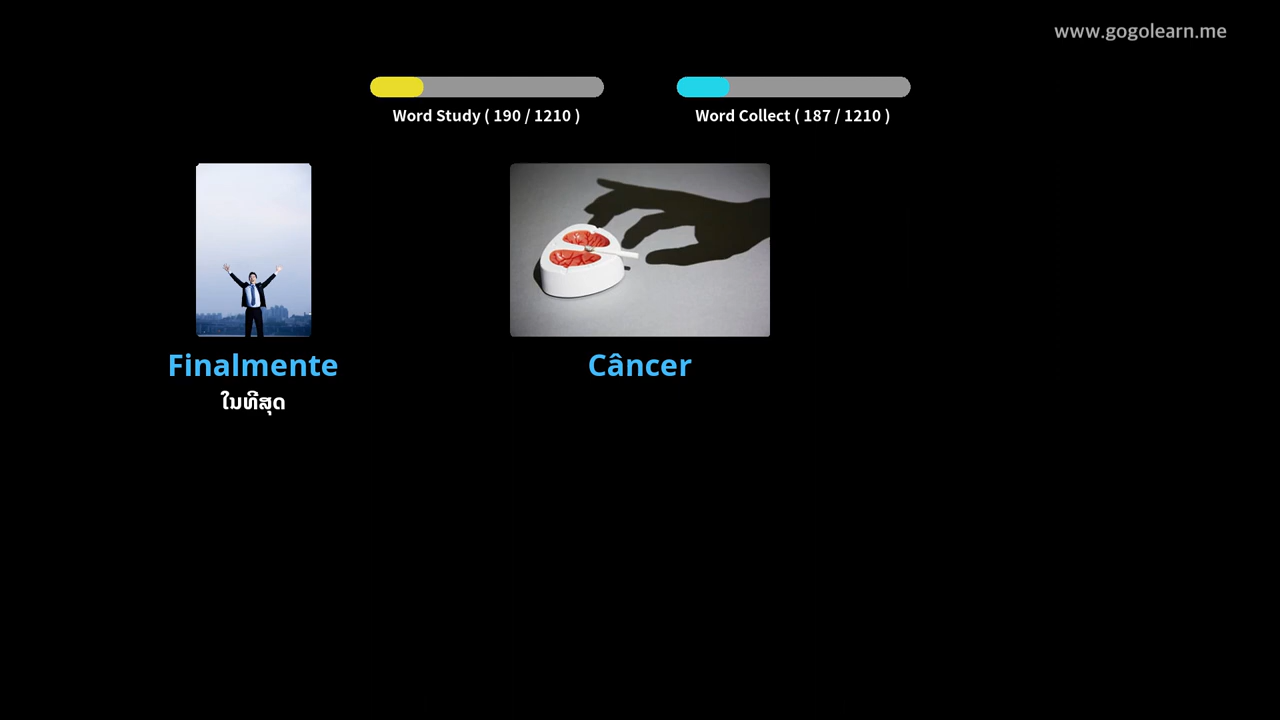 www.gogolearn.me
Word Study ( 190 / 1210 )
Word Collect ( 187 / 1210 )
Finalmente
ໃນທີ່ສຸດ
Câncer